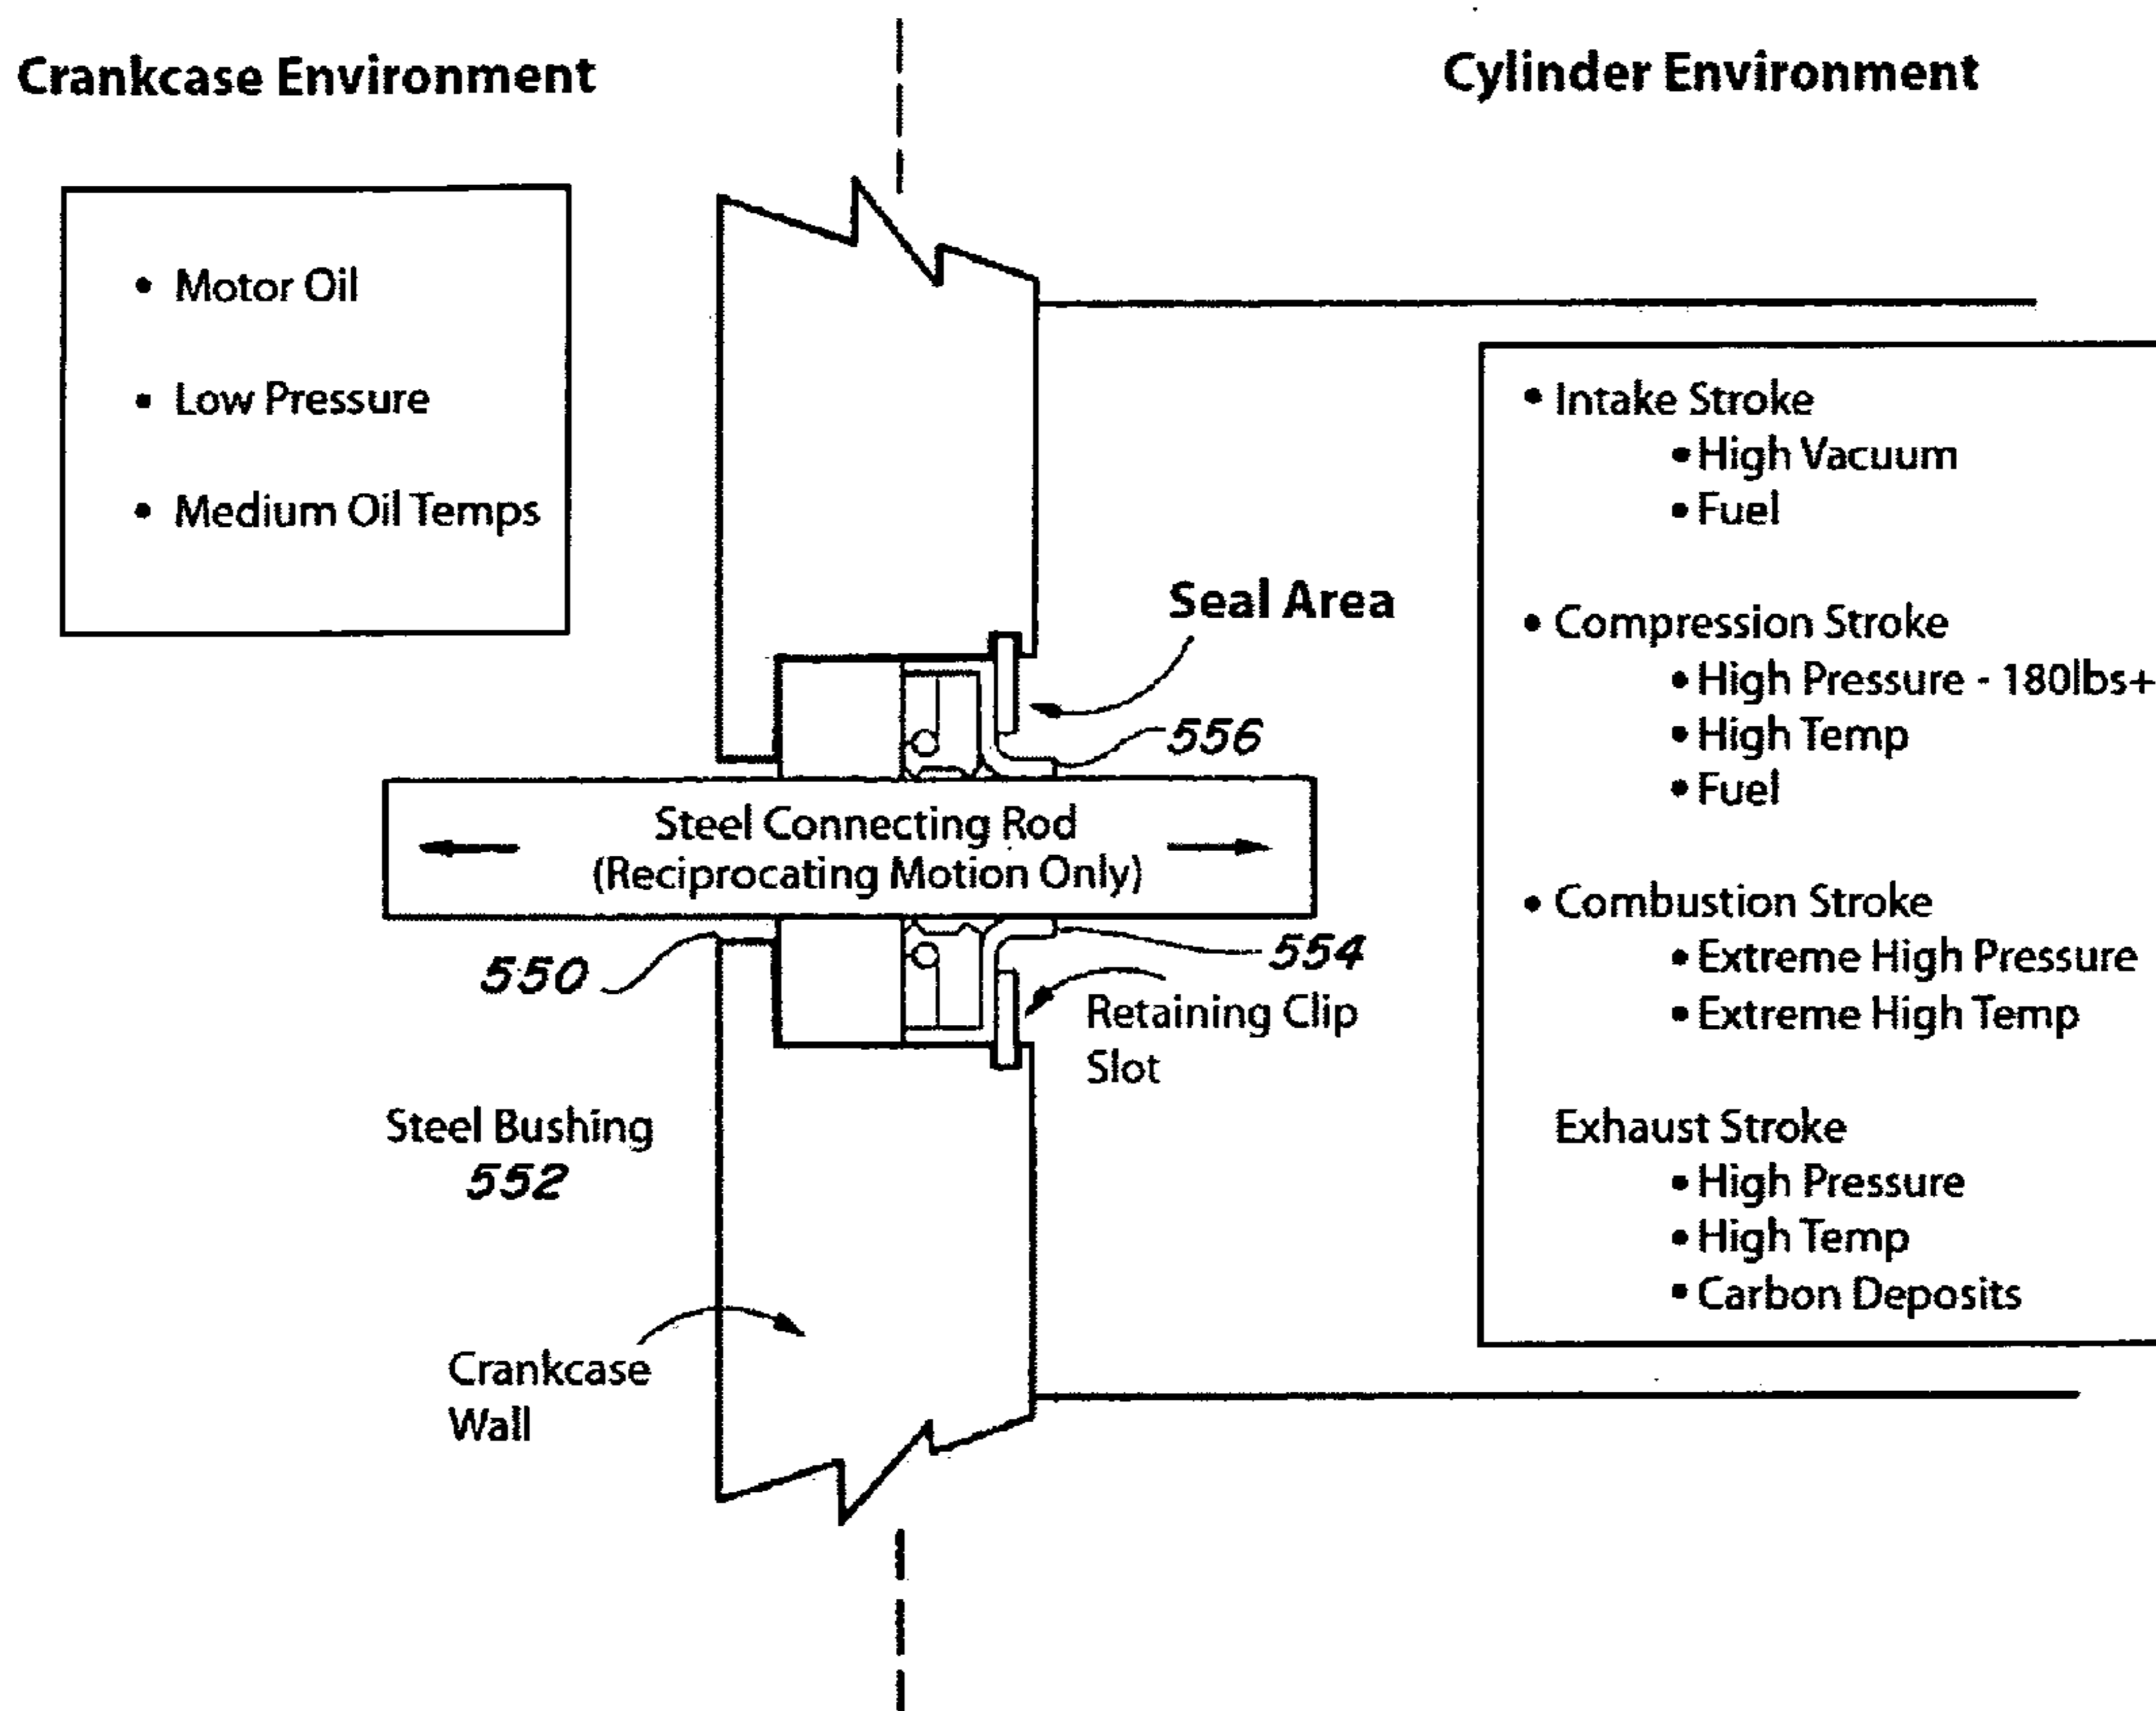 Crankcase Environment
Cylinder Environment
• Motor Oil
• Low Pressure
• Medium Oil Temps
• Intake Stroke
• High Vacuum
• Fuel
• Compression Stroke
• High Pressure - 180lbs+
• High Temp
• Fuel
• Combustion Stroke
• Extreme High Pressure
• Extreme High Temp
Exhaust Stroke
• High Pressure
• High Temp
• Carbon Deposits
Seal Area
556
Steel Connecting Rod
(Reciprocating Motion Only)
550
554
Retaining Clip
Slot
Steel Bushing
552
Crankcase
Wall